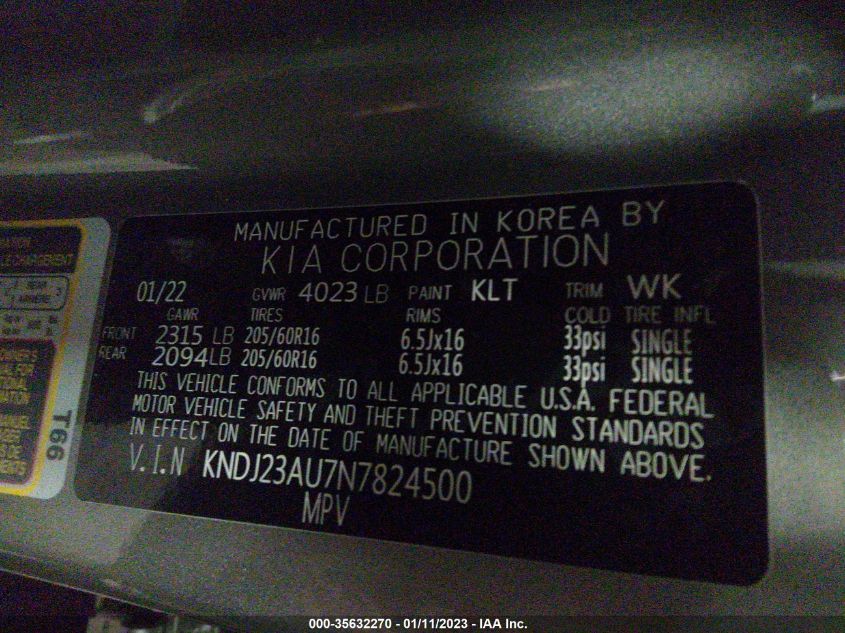 MANUFACTURED IN KOREA BY
KIA CORPORATION
01/22 GVWR 4023 LB PAINT KLT TRIM WK
GAWR TIRES RIMS COLD TIRE INFL
FRONT 2315 LB 205/60R16 6.5Jx16 33psi SINGLE
REAR 2094LB 205/60R16 6.5Jx16 33psi SINGLE
THIS VEHICLE CONFORMS TO ALL APPLICABLE U.S.A. FEDERAL
MOTOR VEHICLE SAFETY AND THEFT PREVENTION STANDARDS
IN EFFECT ON THE DATE OF MANUFACTURE SHOWN ABOVE.
V.I.N KNDJ23AU7N7824500
MPV
T66
000-35632270 - 01/11/2023 - IAA Inc.